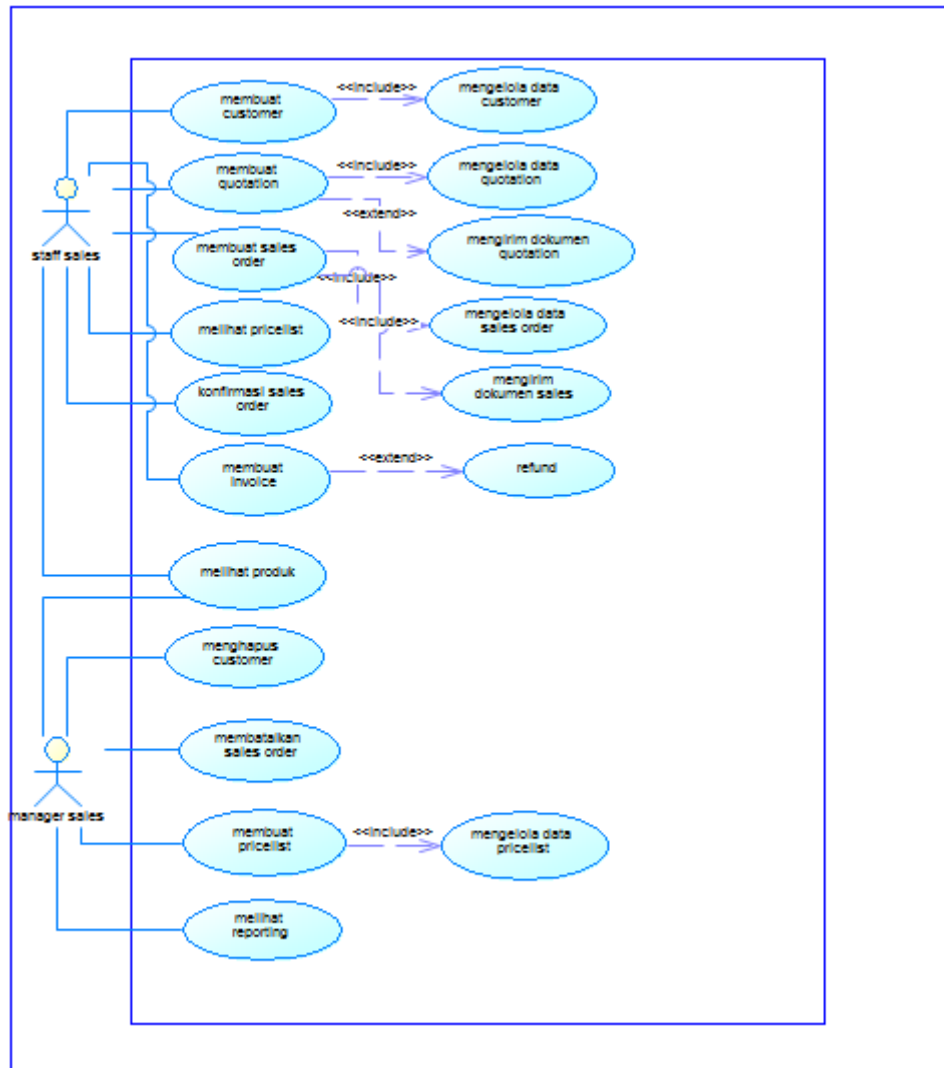 membuat
customer
<<include>>
mengelola data
customer
membuat
quotation
<<include>>
mengelola data
quotation
<<extend>>
mengirim dokumen
quotation
staff sales
membuat sales
order
<<include>>
melihat pricelist
<<include>>
mengelola data
sales order
konfirmasi sales
order
mengirim
dokumen sales
membuat
invoice
<<extend>>
refund
melihat produk
menghapus
customer
membatalkan
sales order
manager sales
membuat
pricelist
<<include>>
mengelola data
pricelist
melihat
reporting